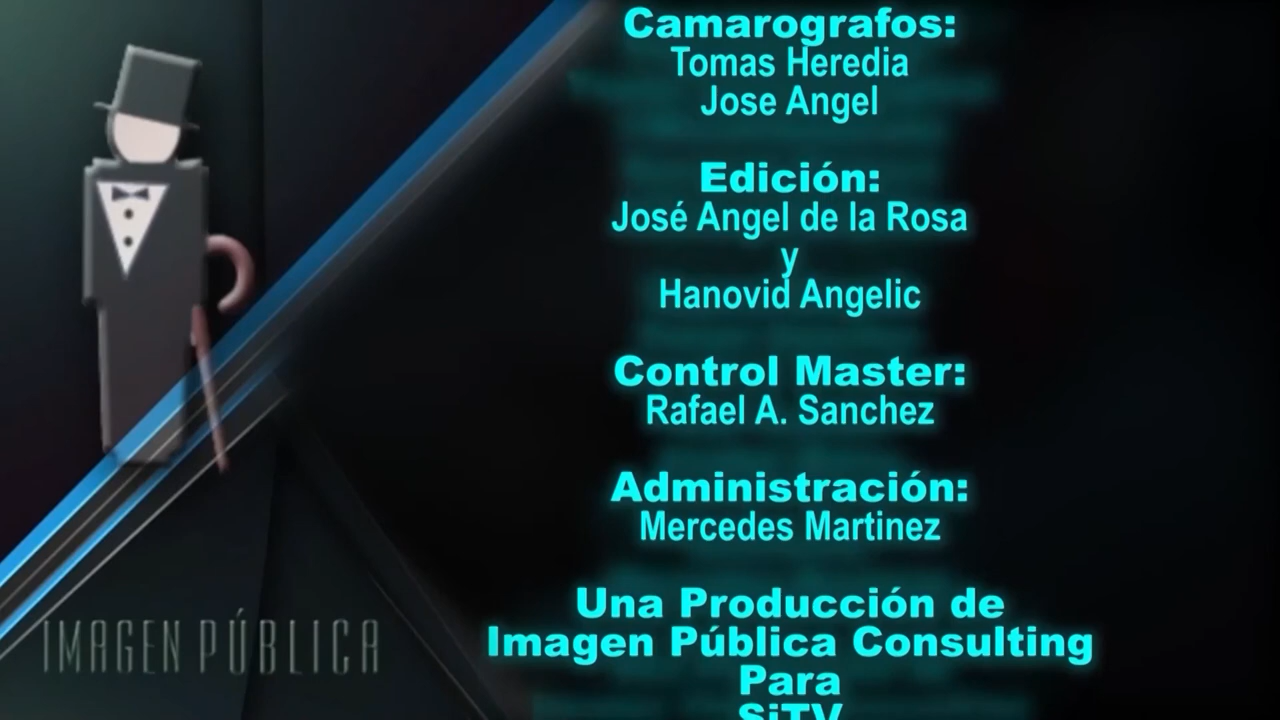 Camarografos:
Tomas Heredia
Jose Angel
Edición:
José Angel de la Rosa
y
Hanovid Angelic
Control Master:
Rafael A. Sanchez
Administración:
Mercedes Martinez
Una Producción de
Imagen Pública Consulting
Para
SiTV
IMAGEN PÚBLICA